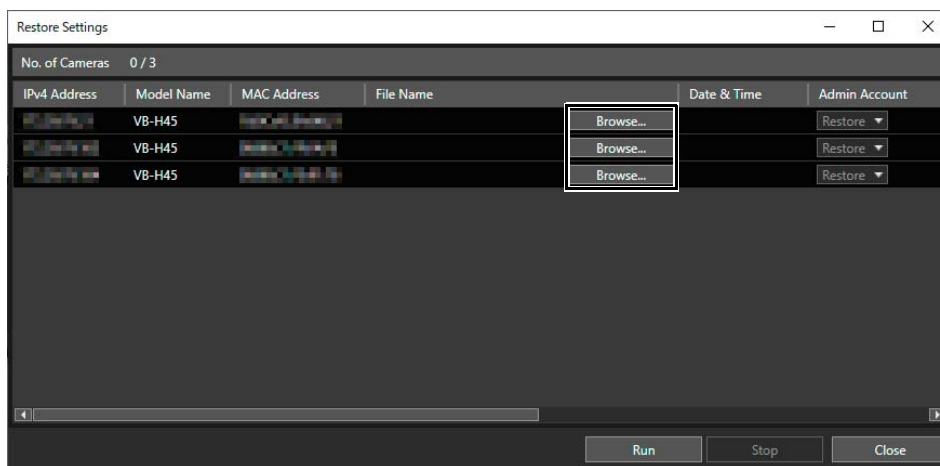 Restore Settings
No. of Cameras 0 / 3
IPv4 Address Model Name MAC Address File Name Date & Time Admin Account
VB-H45 Browse... Restore
VB-H45 Browse... Restore
VB-H45 Browse... Restore
Run Stop Close